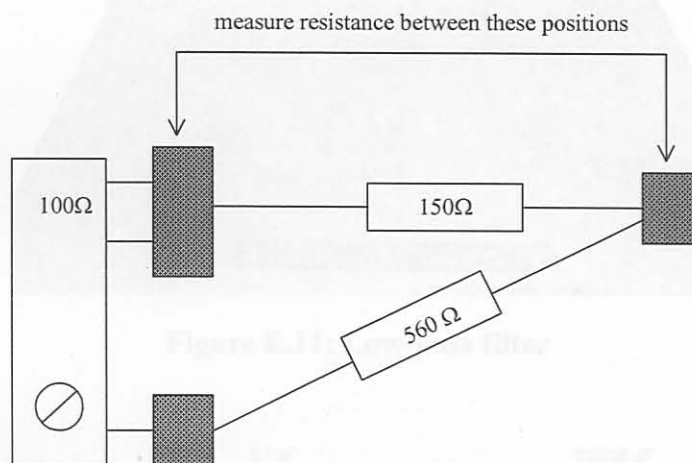 measure resistance between these positions
100Ω
150Ω
560 Ω
Figure E.11: Low pass filter